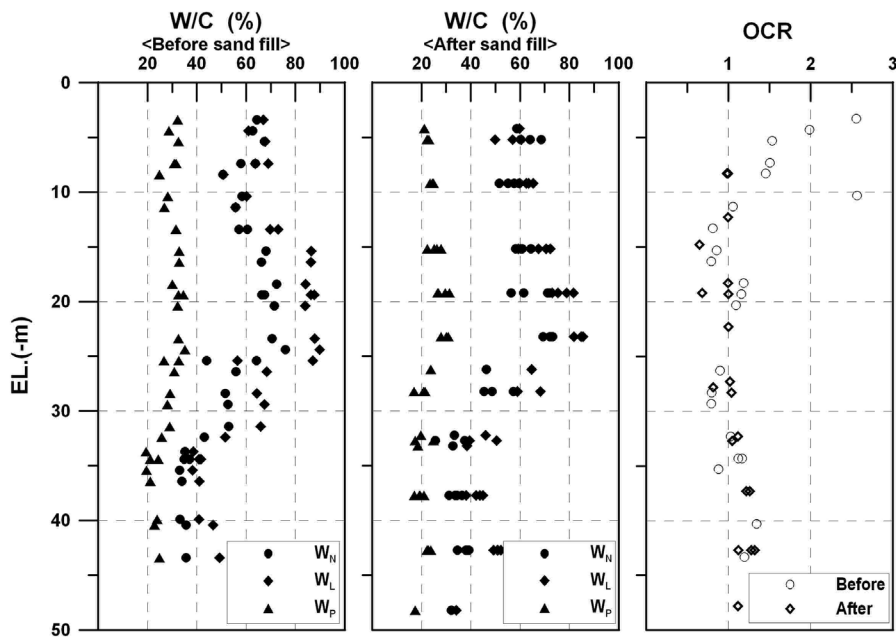 W/C (%)
<Before sand fill>
20 40 60 80 100
W/C (%)
<After sand fill>
20 40 60 80 100
OCR
1 2 3
EL.(-m)
0
10
20
30
40
50
W_N
W_L
W_P
W_N
W_L
W_P
Before
After